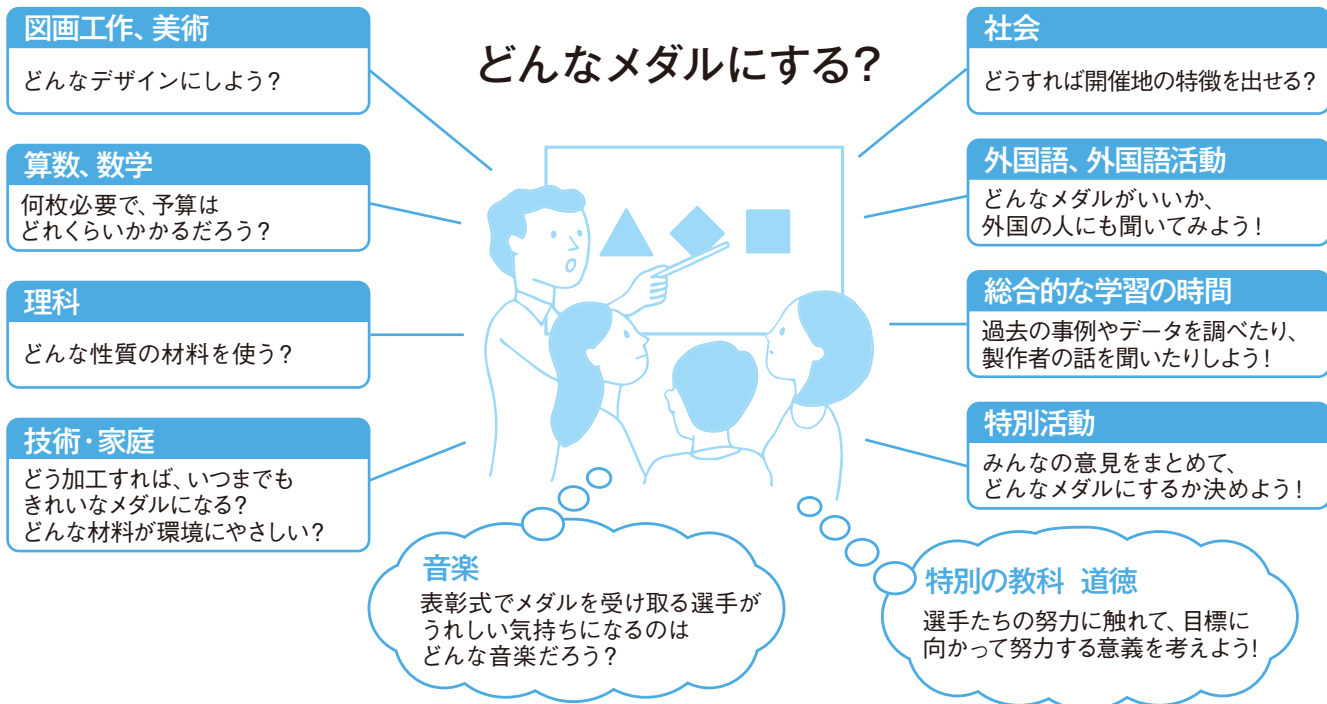 どんなメダルにする?
図画工作、美術
どんなデザインにしよう?
算数、数学
何枚必要で、予算は
どれくらいかかるだろう?
理科
どんな性質の材料を使う?
技術・家庭
どう加工すれば、いつまでも
きれいなメダルになる?
どんな材料が環境にやさしい?
社会
どうすれば開催地の特徴を出せる?
外国語、外国語活動
どんなメダルがいいか、
外国の人にも聞いてみよう!
総合的な学習の時間
過去の事例やデータを調べたり、
製作者の話を聞いたりしよう!
特別活動
みんなの意見をまとめて、
どんなメダルにするか決めよう!
音楽
表彰式でメダルを受け取る選手が
うれしい気持ちになるのは
どんな音楽だろう?
特別の教科 道徳
選手たちの努力に触れて、目標に
向かって努力する意義を考えよう!